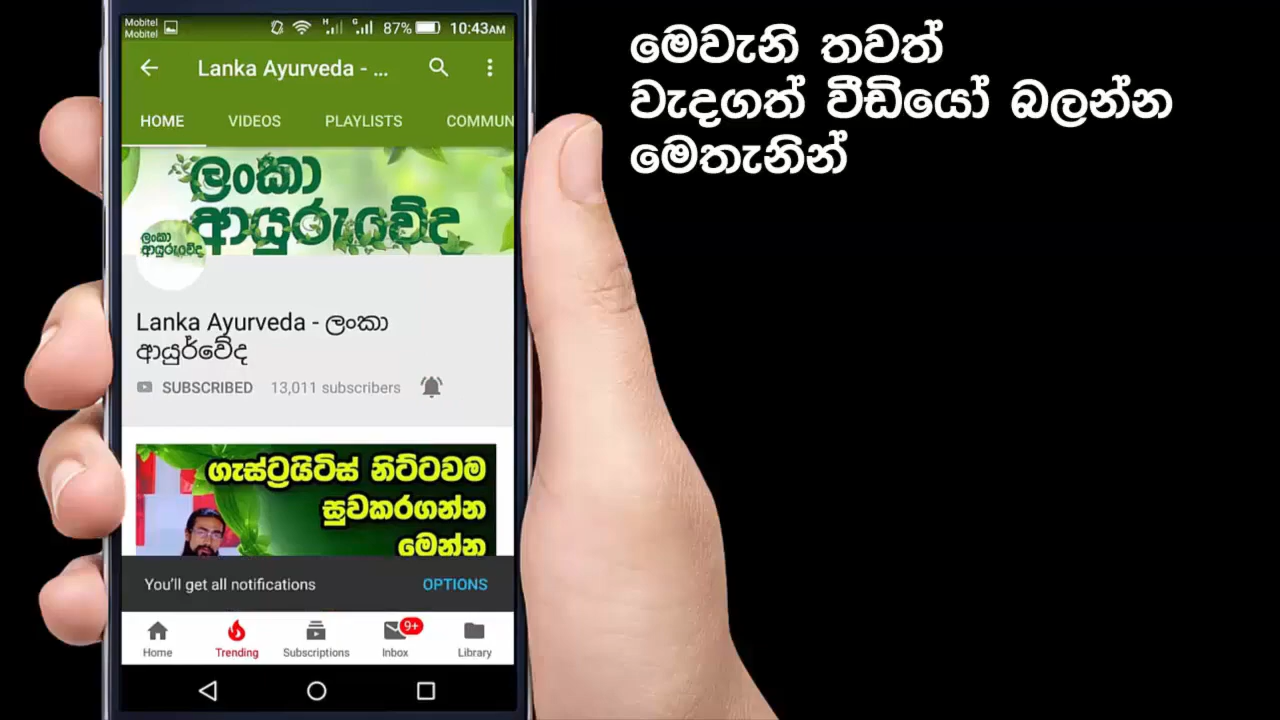 Mobitel
Mobitel
H
G
87%
10:43AM
Lanka Ayurveda - ...
HOME
VIDEOS
PLAYLISTS
COMMUN
ලංකා
ආයුරුවේද
ලංකා
ආයුරුවේද
Lanka Ayurveda - ලංකා
ආයුර්වේද
SUBSCRIBED
13,011 subscribers
ගැස්ට්‍රයිටිස් නිට්ටවම
සුවකරගන්න
මෙන්න
You'll get all notifications
OPTIONS
9+
Home
Trending
Subscriptions
Inbox
Library
මෙවැනි තවත්
වැදගත් වීඩියෝ බලන්න
මෙතැනින්